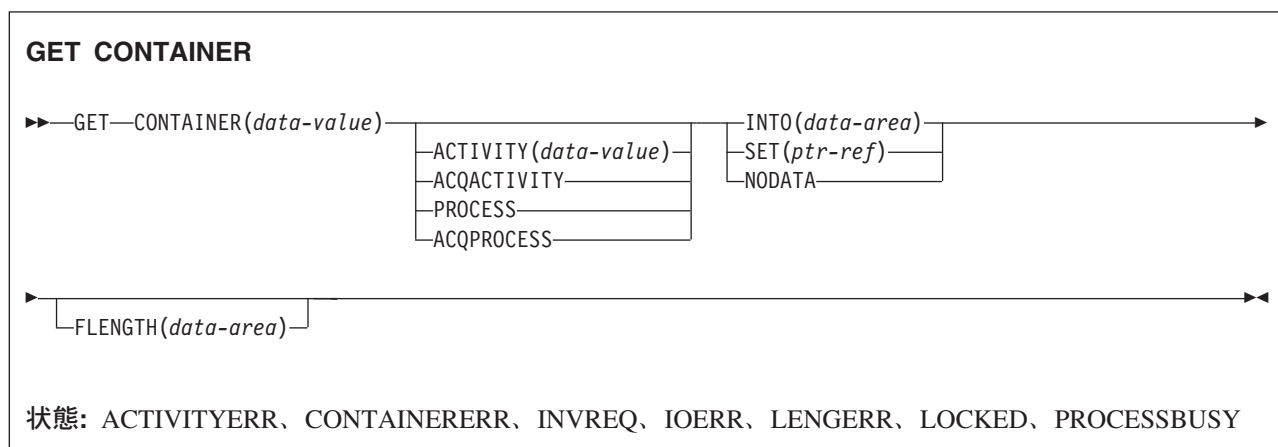 GET CONTAINER
GET CONTAINER(data-value) INTO(data-area)
ACTIVITY(data-value) SET(ptr-ref)
ACQACTIVITY NODATA
PROCESS
ACQPROCESS
FLENGTH(data-area)
状態: ACTIVITYERR、CONTAINERERR、INVREQ、IOERR、LENGERR、LOCKED、PROCESSBUSY